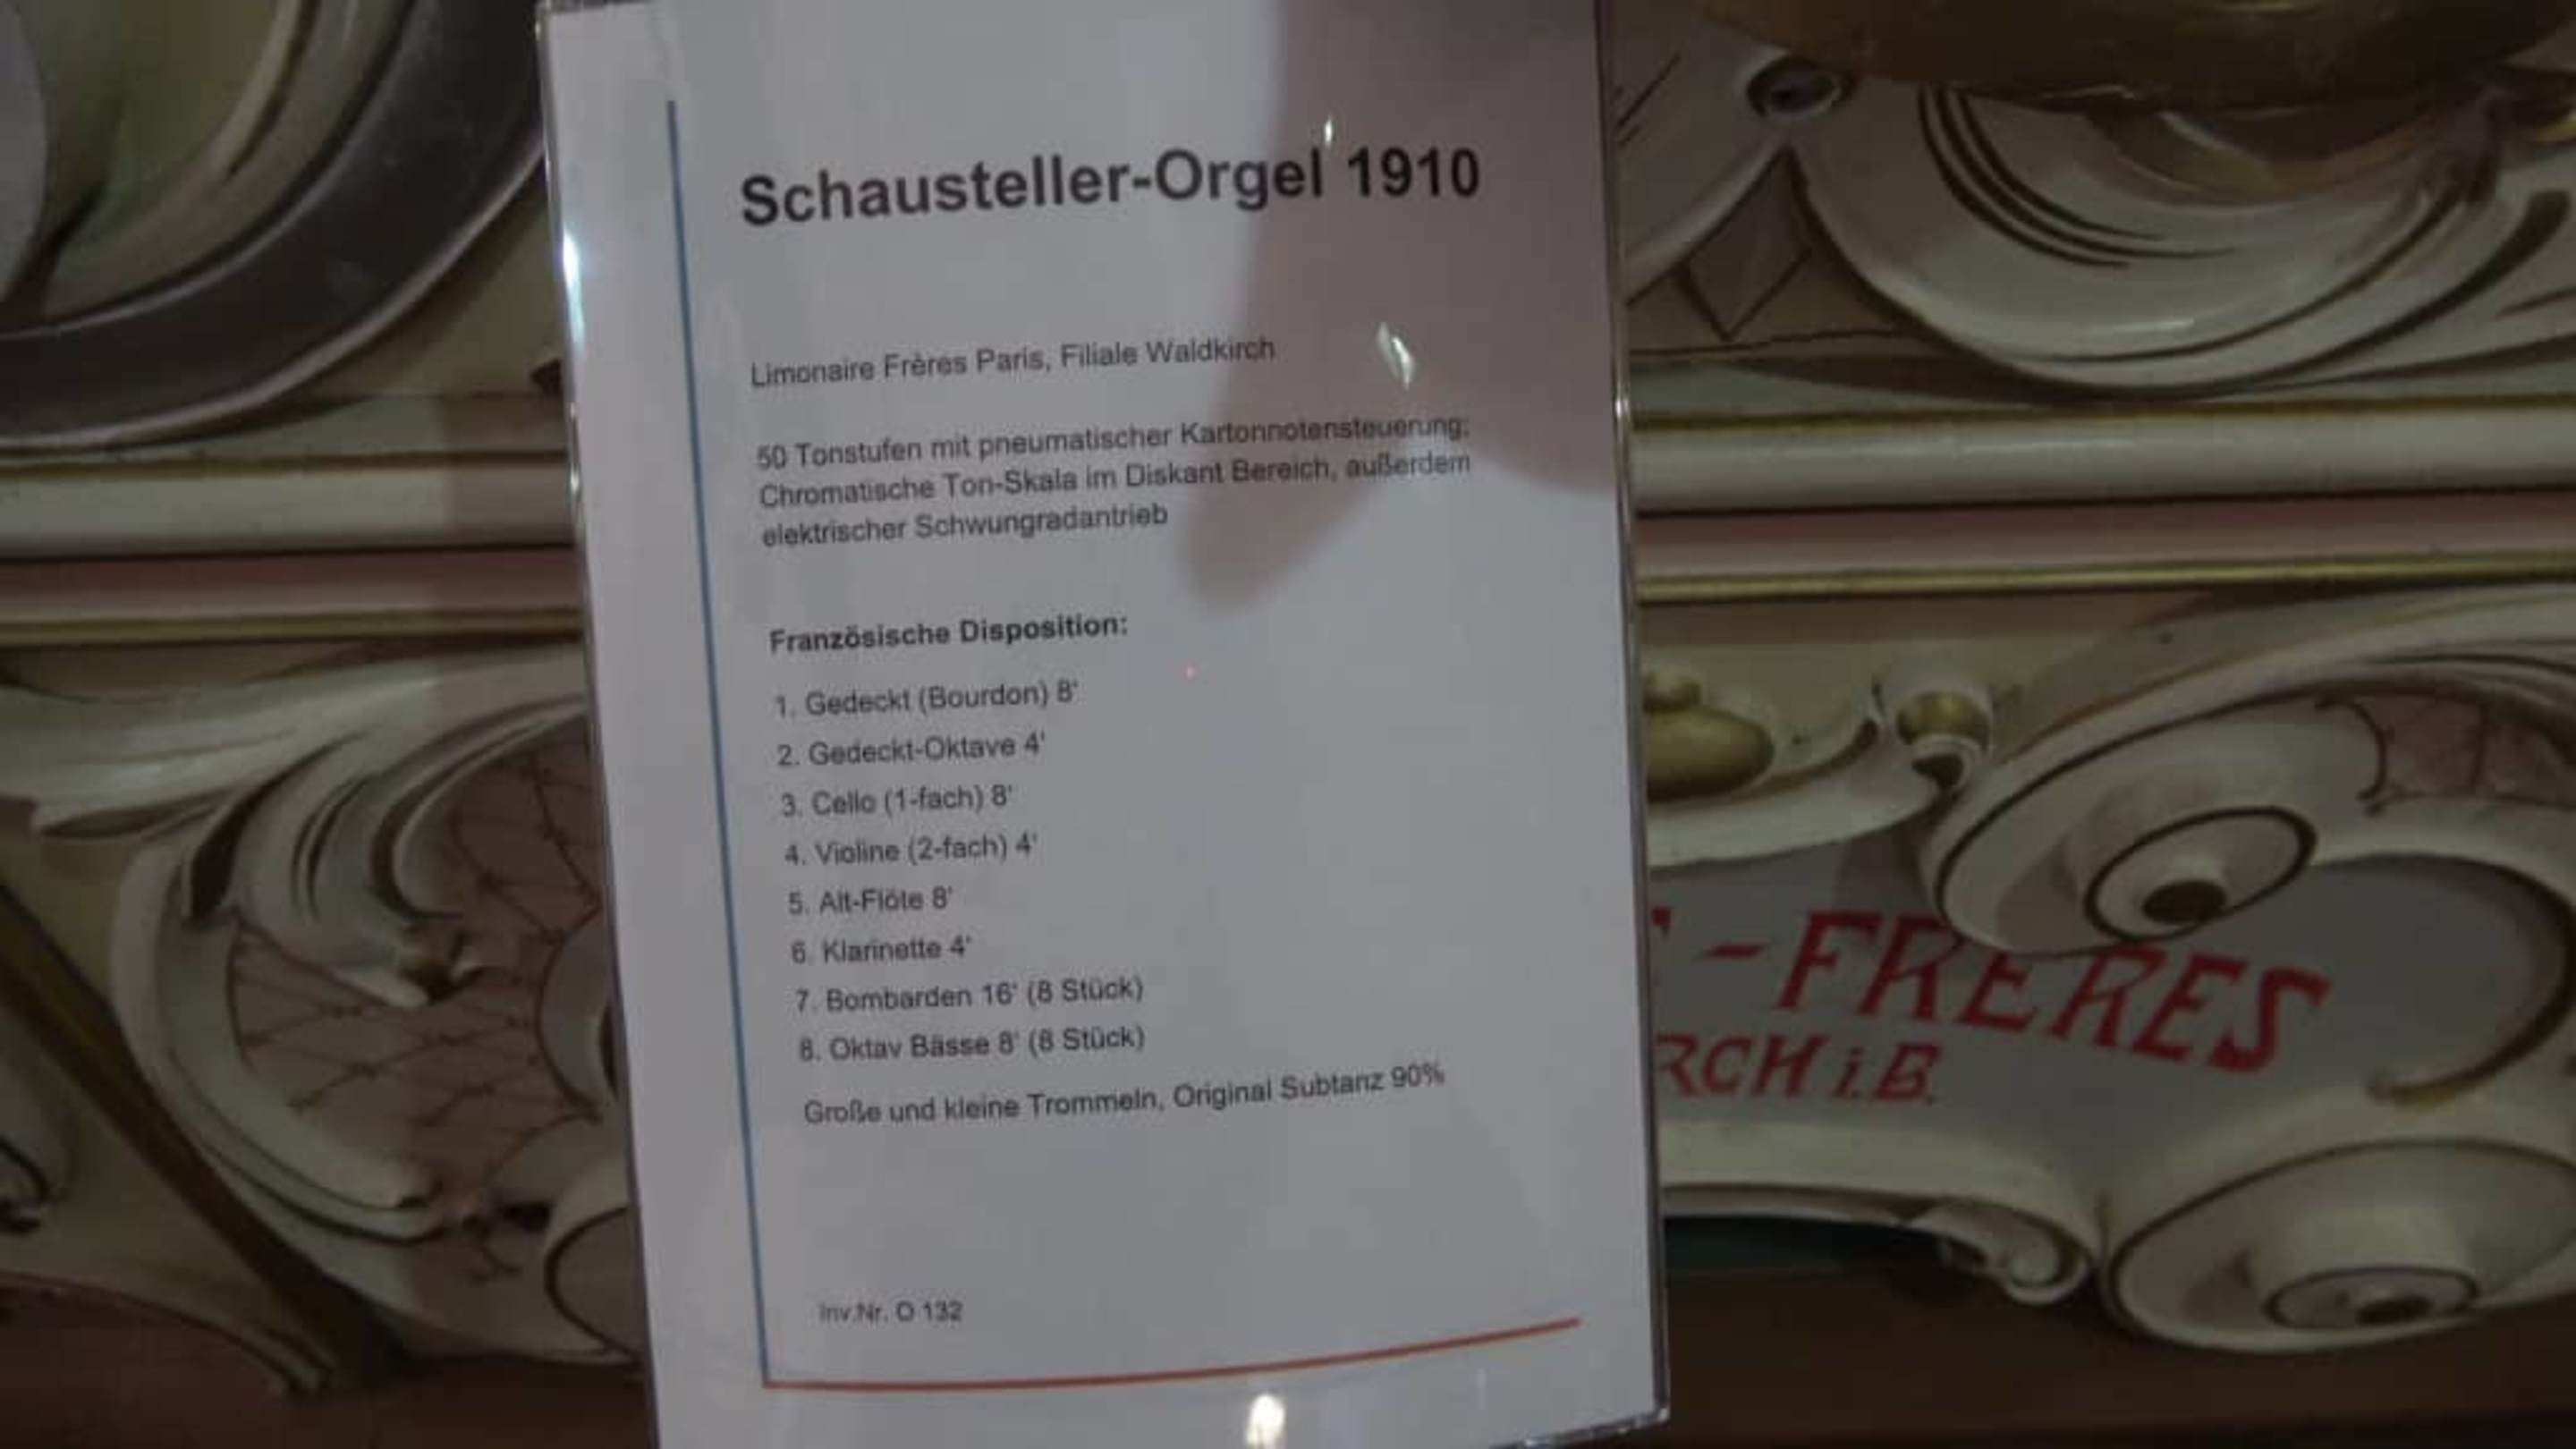 Schausteller-Orgel 1910
Limonaire Frères Paris, Filiale Waldkirch
50 Tonstufen mit pneumatischer Kartonnotensteuerung;
Chromatische Ton-Skala im Diskant Bereich, außerdem
elektrischer Schwungradantrieb
Französische Disposition:
1. Gedeckt (Bourdon) 8'
2. Gedeckt-Oktave 4'
3. Cello (1-fach) 8'
4. Violine (2-fach) 4'
5. Alt-Flöte 8'
6. Klarinette 4'
7. Bombarden 16' (8 Stück)
8. Oktav Bässe 8' (8 Stück)
Große und kleine Trommeln, Original Subtanz 90%
Inv.Nr. O 132
-FRERES
RCH i.B.